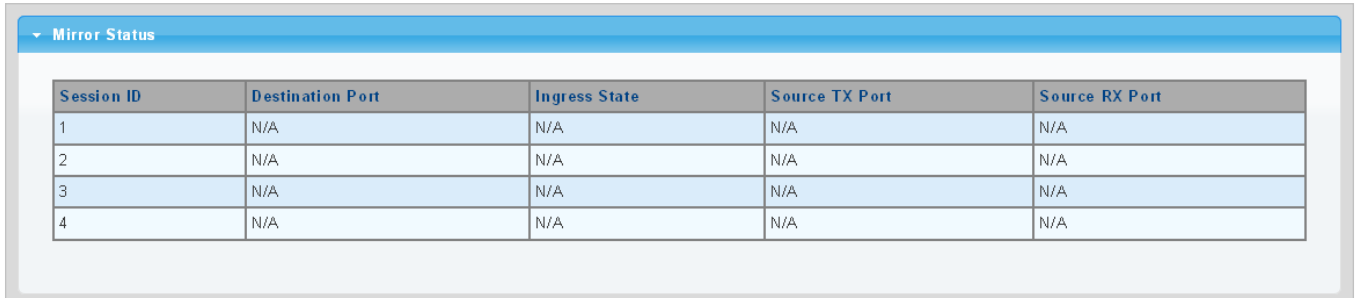 Mirror Status
Session ID Destination Port Ingress State Source TX Port Source RX Port
1 N/A N/A N/A N/A
2 N/A N/A N/A N/A
3 N/A N/A N/A N/A
4 N/A N/A N/A N/A